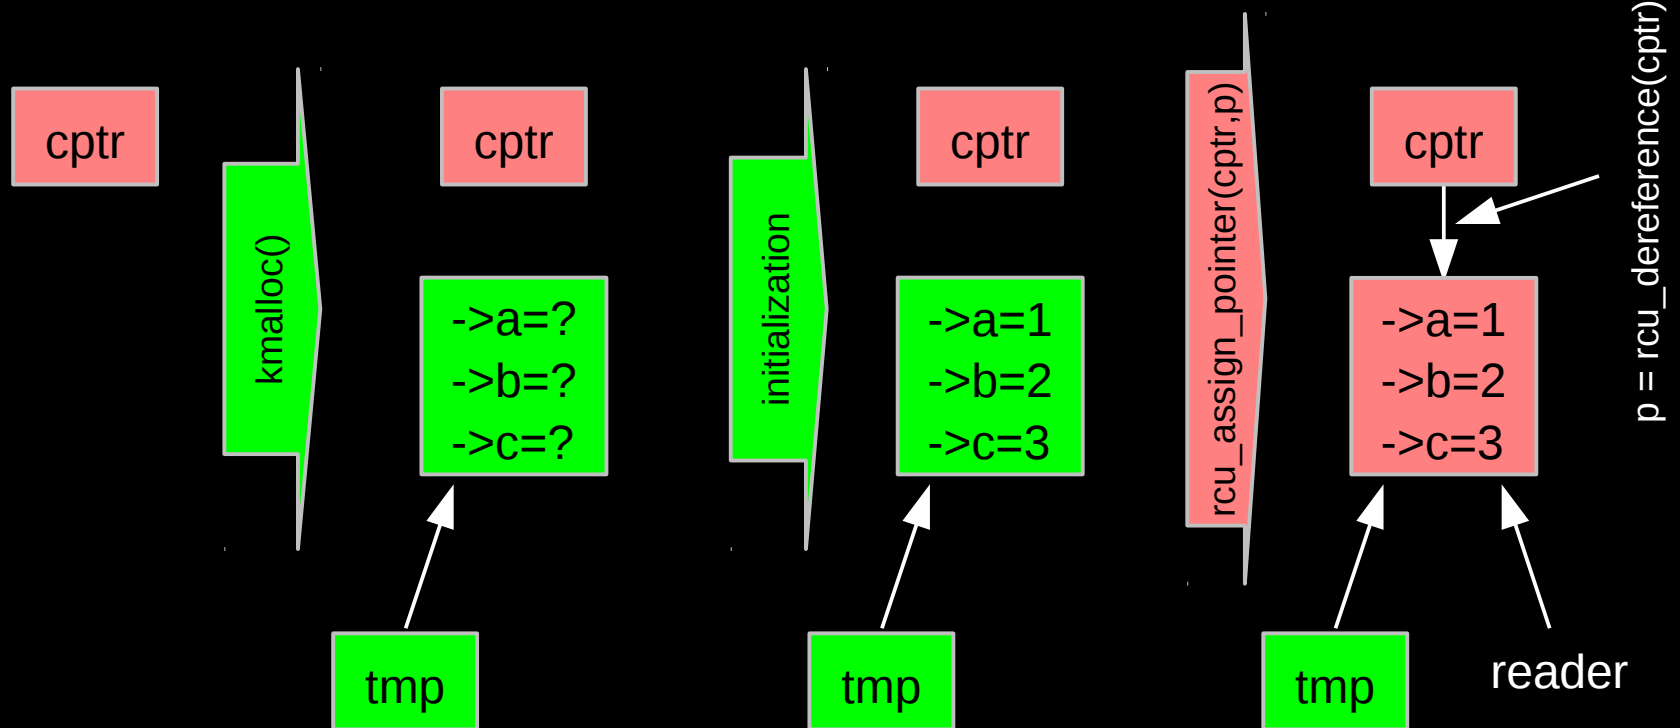 cptr
kmalloc()
cptr
->a=?
->b=?
->c=?
tmp
initialization
cptr
->a=1
->b=2
->c=3
tmp
rcu_assign_pointer(cptr,p)
cptr
->a=1
->b=2
->c=3
tmp
reader
p = rcu_dereference(cptr)